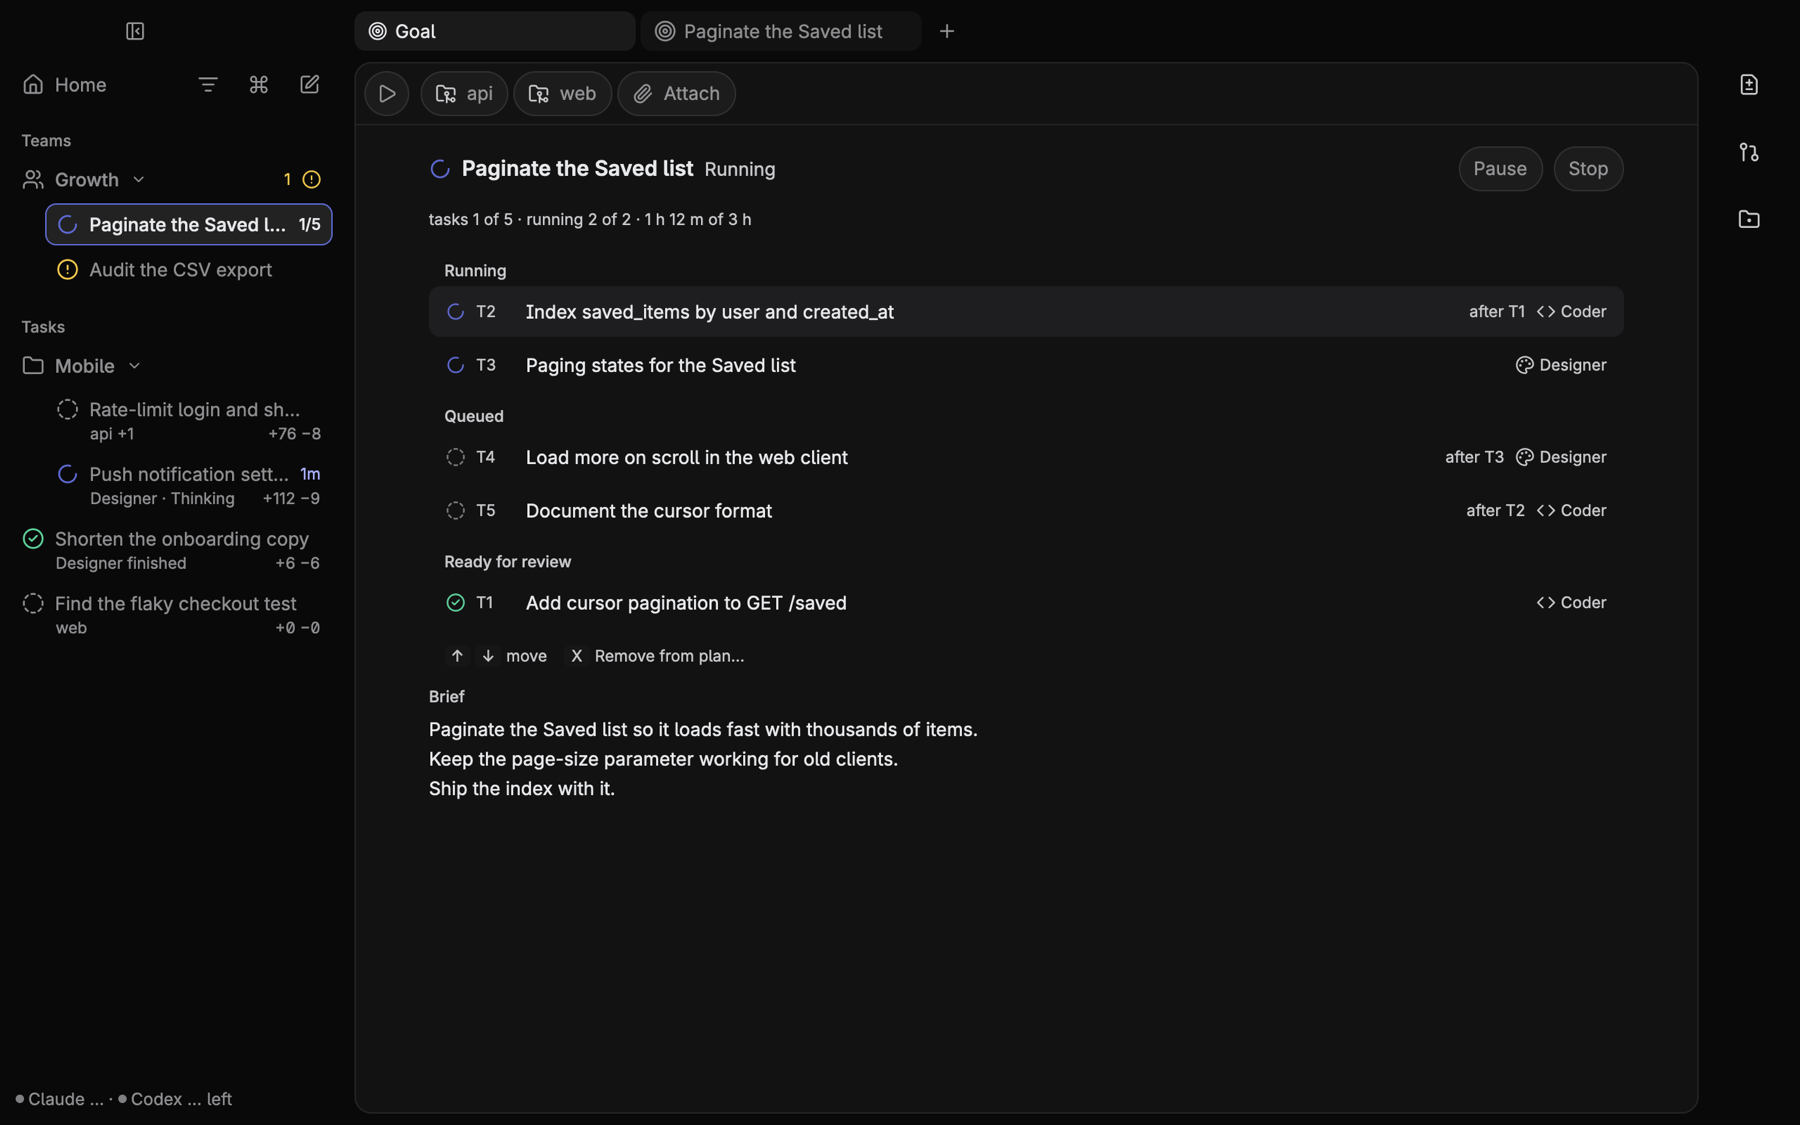 Goal
Paginate the Saved list
Home
api
web
Attach
Teams
Growth
1
Paginate the Saved l... 1/5
Audit the CSV export
Tasks
Mobile
Rate-limit login and sh...
api +1 +76 −8
Push notification sett... 1m
Designer · Thinking +112 −9
Shorten the onboarding copy
Designer finished +6 −6
Find the flaky checkout test
web +0 −0
Claude ... · Codex ... left
Paginate the Saved list Running
Pause
Stop
tasks 1 of 5 · running 2 of 2 · 1 h 12 m of 3 h
Running
T2 Index saved_items by user and created_at after T1 Coder
T3 Paging states for the Saved list Designer
Queued
T4 Load more on scroll in the web client after T3 Designer
T5 Document the cursor format after T2 Coder
Ready for review
T1 Add cursor pagination to GET /saved Coder
↑ ↓ move X Remove from plan...
Brief
Paginate the Saved list so it loads fast with thousands of items.
Keep the page-size parameter working for old clients.
Ship the index with it.